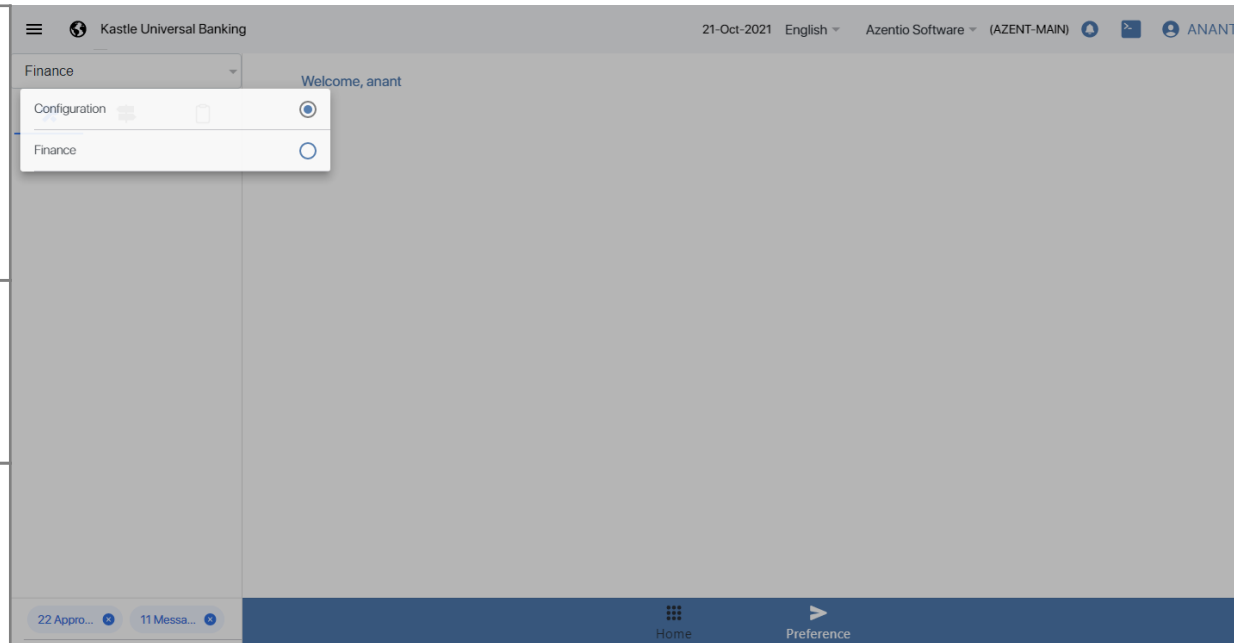 Kastle Universal Banking 21-Oct-2021 English Azentio Software (AZENT-MAIN) ANANT
Finance
Welcome, anant
Configuration
Finance
22 Appro... 11 Messa...
Home Preference